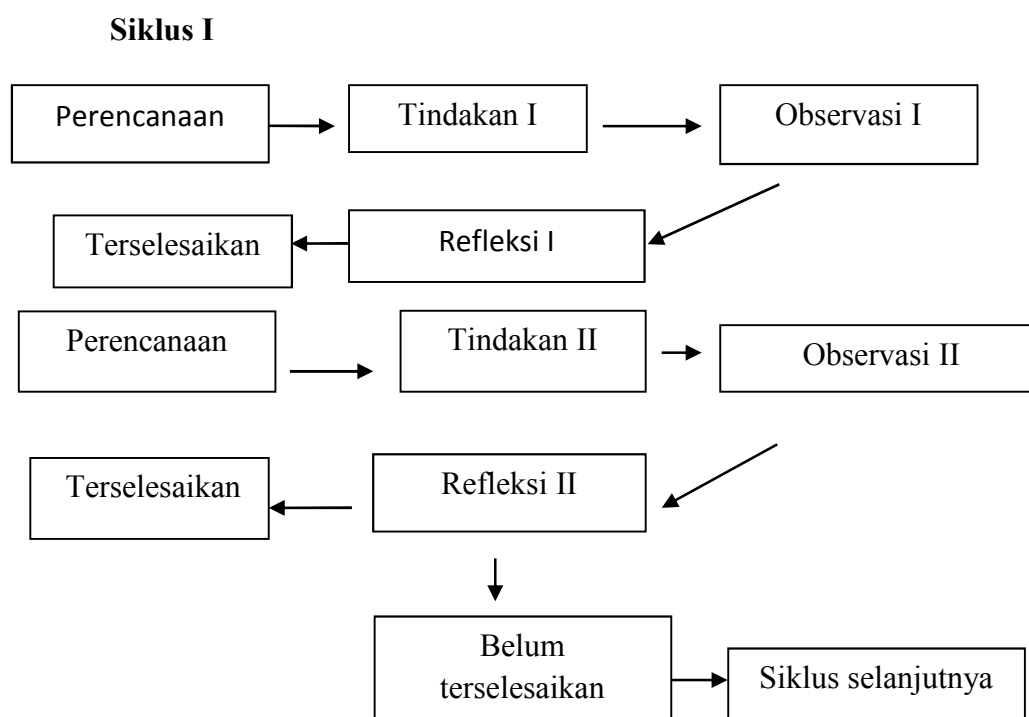 Siklus I
Perencanaan
Tindakan I
Observasi I
Terselesaikan
Refleksi I
Perencanaan
Tindakan II
Observasi II
Terselesaikan
Refleksi II
Belum
terselesaikan
Siklus selanjutnya